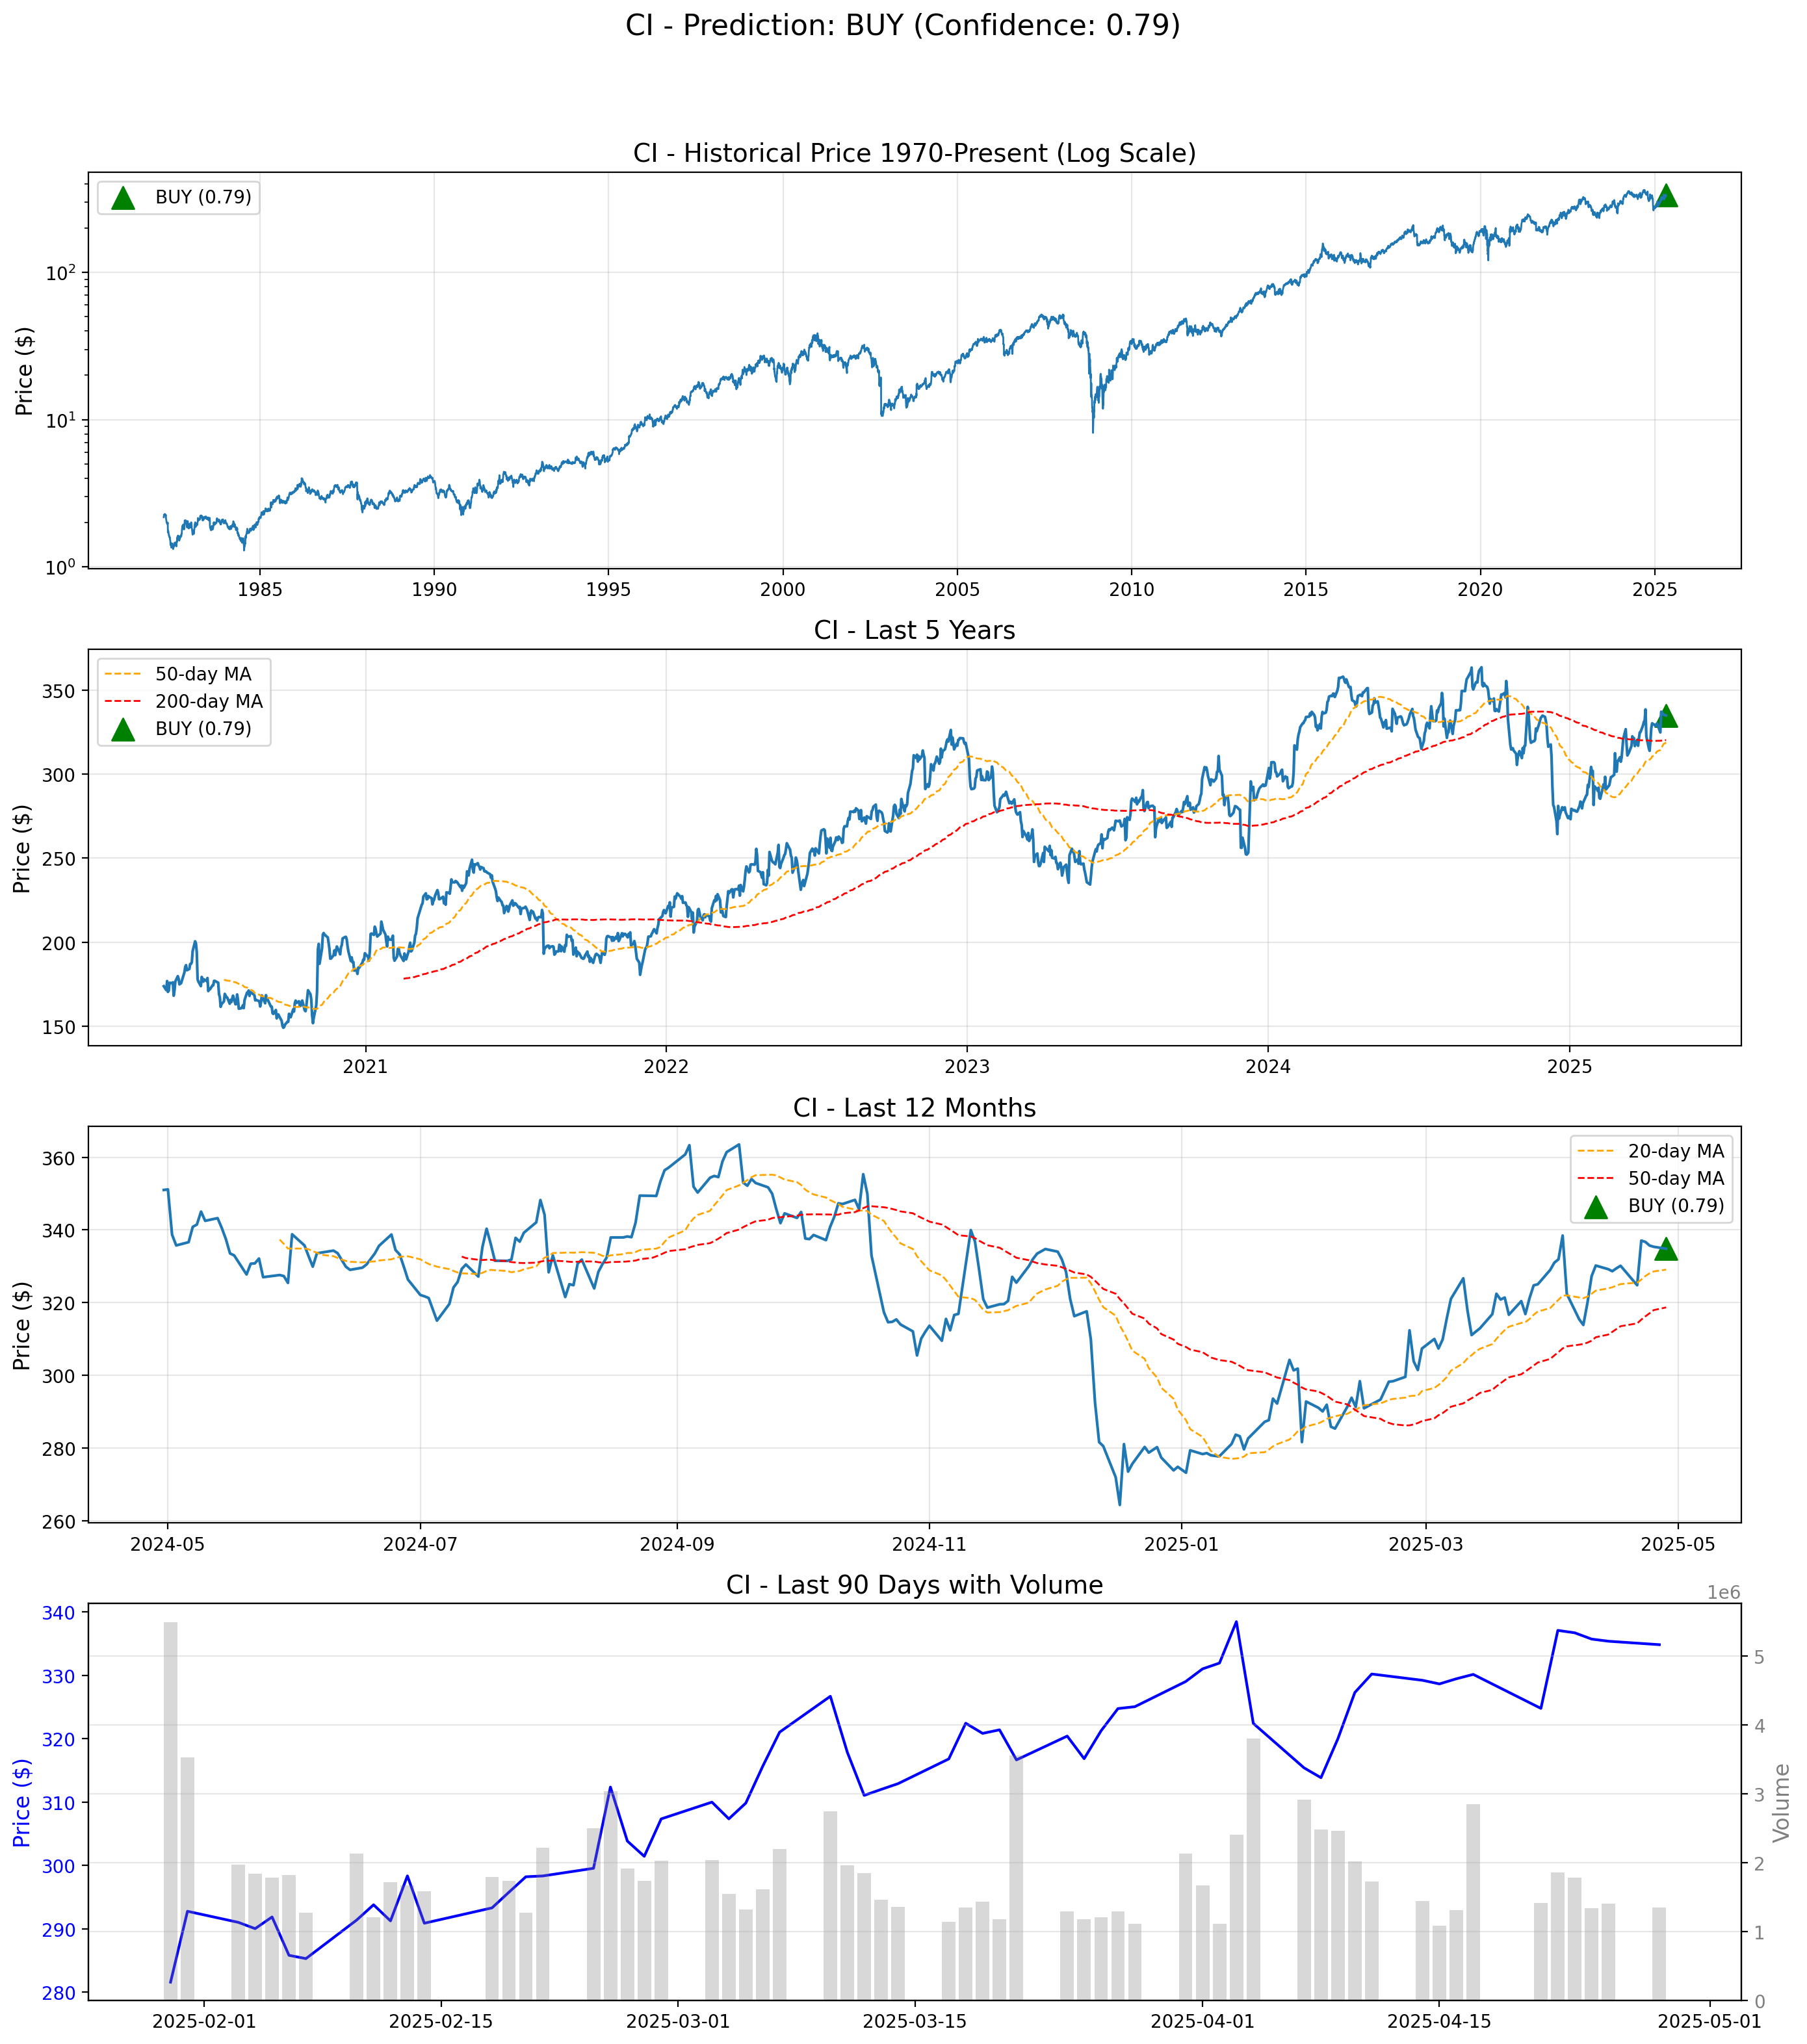 CI - Prediction: BUY (Confidence: 0.79)
CI - Historical Price 1970-Present (Log Scale)
BUY (0.79)
Price ($)
10²
10¹
10⁰
1985 1990 1995 2000 2005 2010 2015 2020 2025
CI - Last 5 Years
50-day MA
200-day MA
BUY (0.79)
Price ($)
350
300
250
200
150
2021 2022 2023 2024 2025
CI - Last 12 Months
20-day MA
50-day MA
BUY (0.79)
Price ($)
360
340
320
300
280
260
2024-05 2024-07 2024-09 2024-11 2025-01 2025-03 2025-05
CI - Last 90 Days with Volume
1e6
Price ($)
340
330
320
310
300
290
280
5
4
3
2
1
0
Volume
2025-02-01 2025-02-15 2025-03-01 2025-03-15 2025-04-01 2025-04-15 2025-05-01